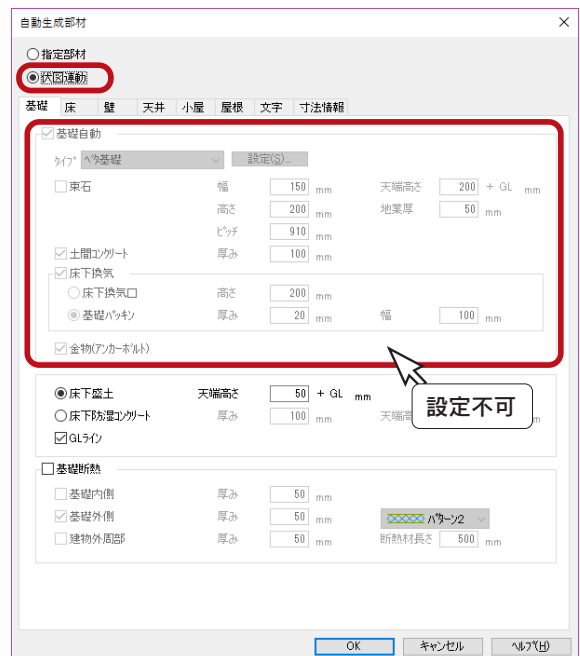 自動生成部材
指定部材
伏図連動
基礎 床 壁 天井 小屋 屋根 文字 寸法情報
基礎自動
ﾀｲﾌﾟ ﾍﾞﾀ基礎 設定(S)...
束石 幅 150 mm 天端高さ 200 + GL mm
高さ 200 mm 地業厚 50 mm
ﾋﾟｯﾁ 910 mm
土間ｺﾝｸﾘｰﾄ 厚み 100 mm
床下換気
床下換気口 高さ 200 mm
基礎ﾊﾟｯｷﾝ 厚み 20 mm 幅 100 mm
金物(ｱﾝｶｰﾎﾞﾙﾄ)
床下盛土 天端高さ 50 + GL mm
床下防湿ｺﾝｸﾘｰﾄ 厚み 100 mm 天端高 m
設定不可
GLﾗｲﾝ
基礎断熱
基礎内側 厚み 50 mm
基礎外側 厚み 50 mm ﾊﾟﾀｰﾝ2
建物外周部 厚み 50 mm 断熱材長さ 500 mm
OK ｷｬﾝｾﾙ ﾍﾙﾌﾟ(H)